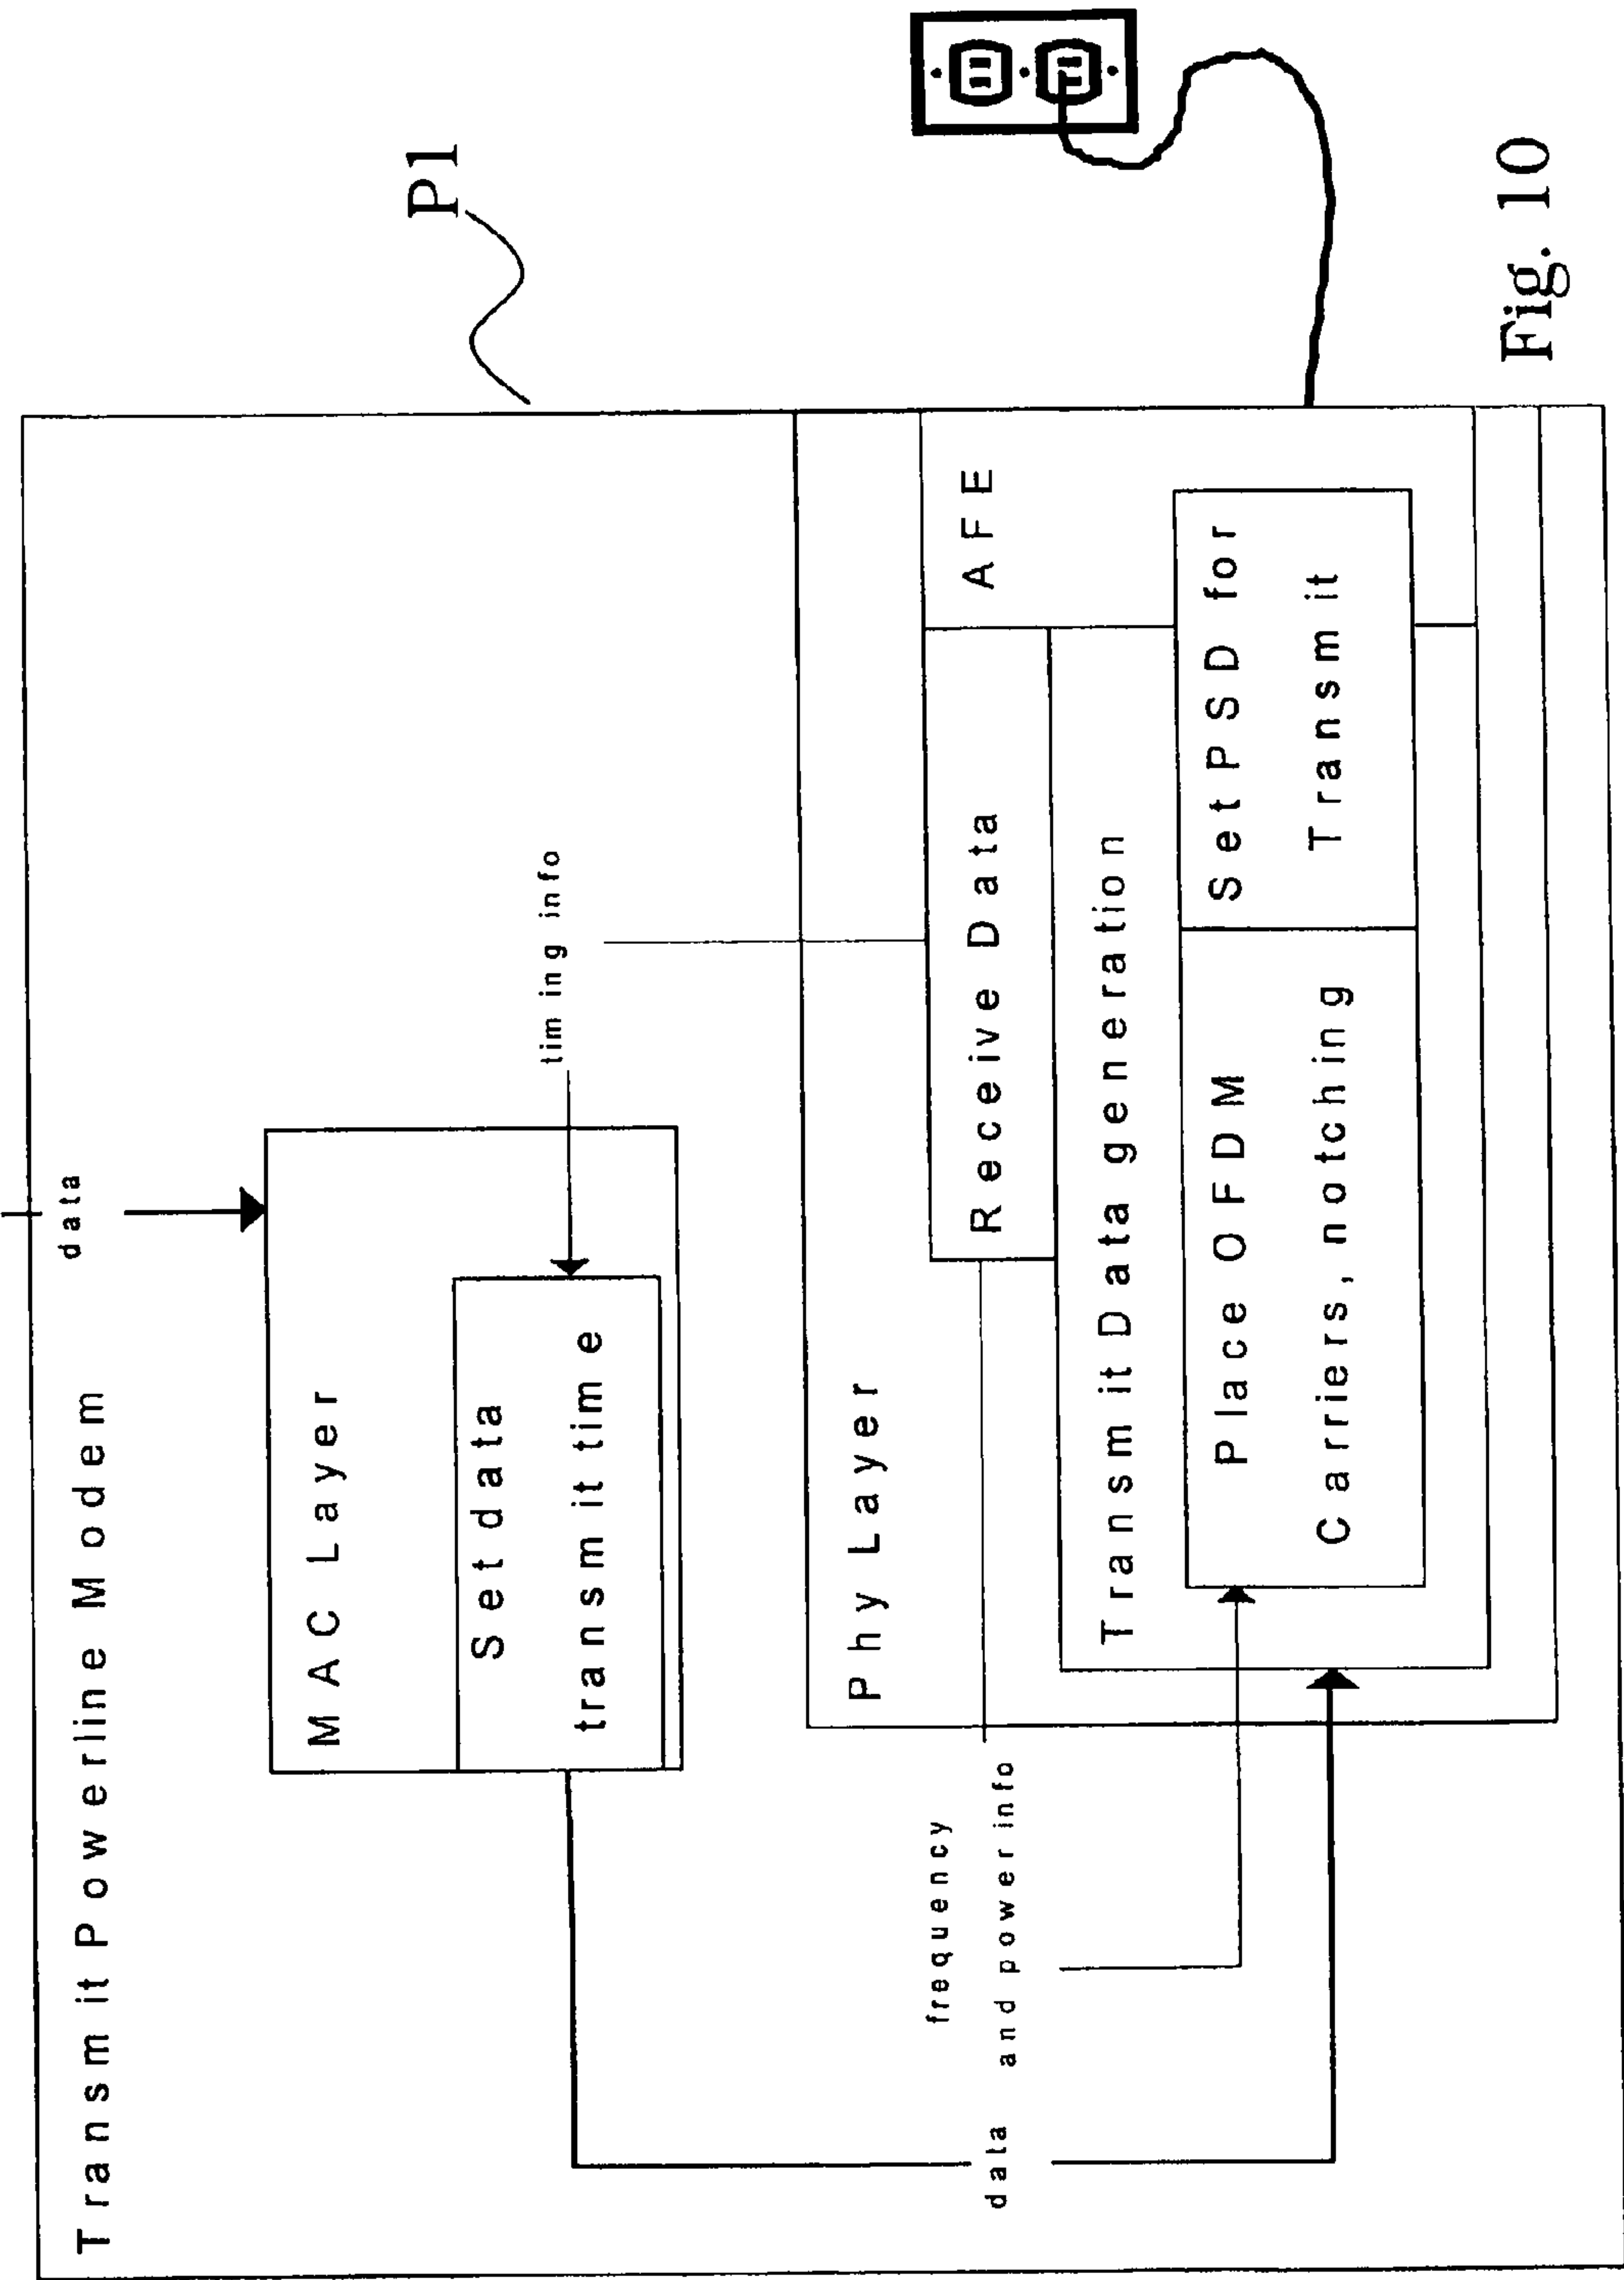 Transmit Powerline Modem
data
P1
MAC Layer
Set data
transmit time
timing info
Phy Layer
Receive Data
AFE
frequency
and power info
data
Transmit Data generation
Place OFDM
Carriers, notching
Set PSD for
Transmit
Fig. 10